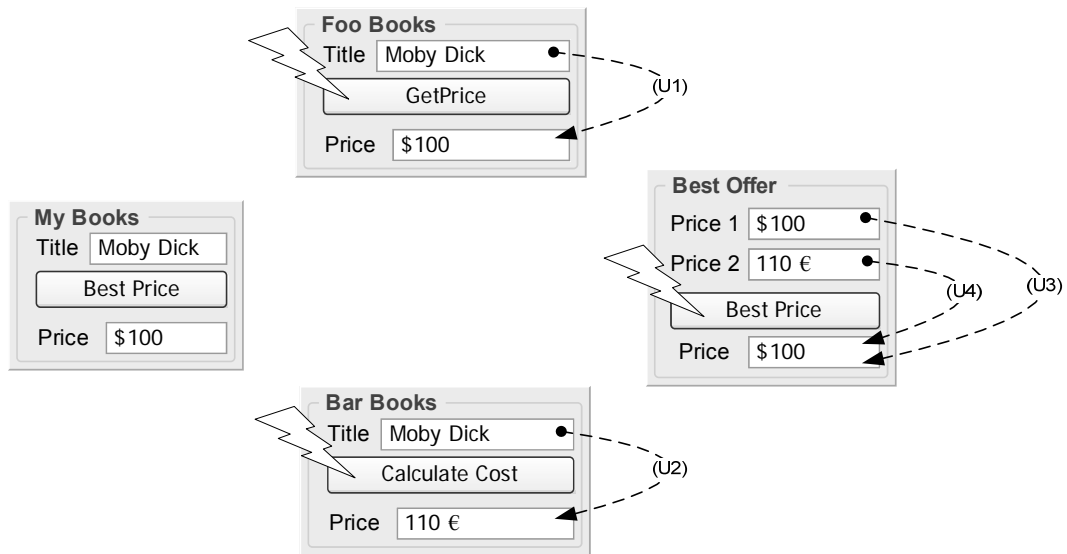 Foo Books
Title Moby Dick
GetPrice
(U1)
Price $100
My Books
Title Moby Dick
Best Price
Price $100
Best Offer
Price 1 $100
Price 2 110 €
(U4)
(U3)
Best Price
Price $100
Bar Books
Title Moby Dick
Calculate Cost
(U2)
Price 110 €